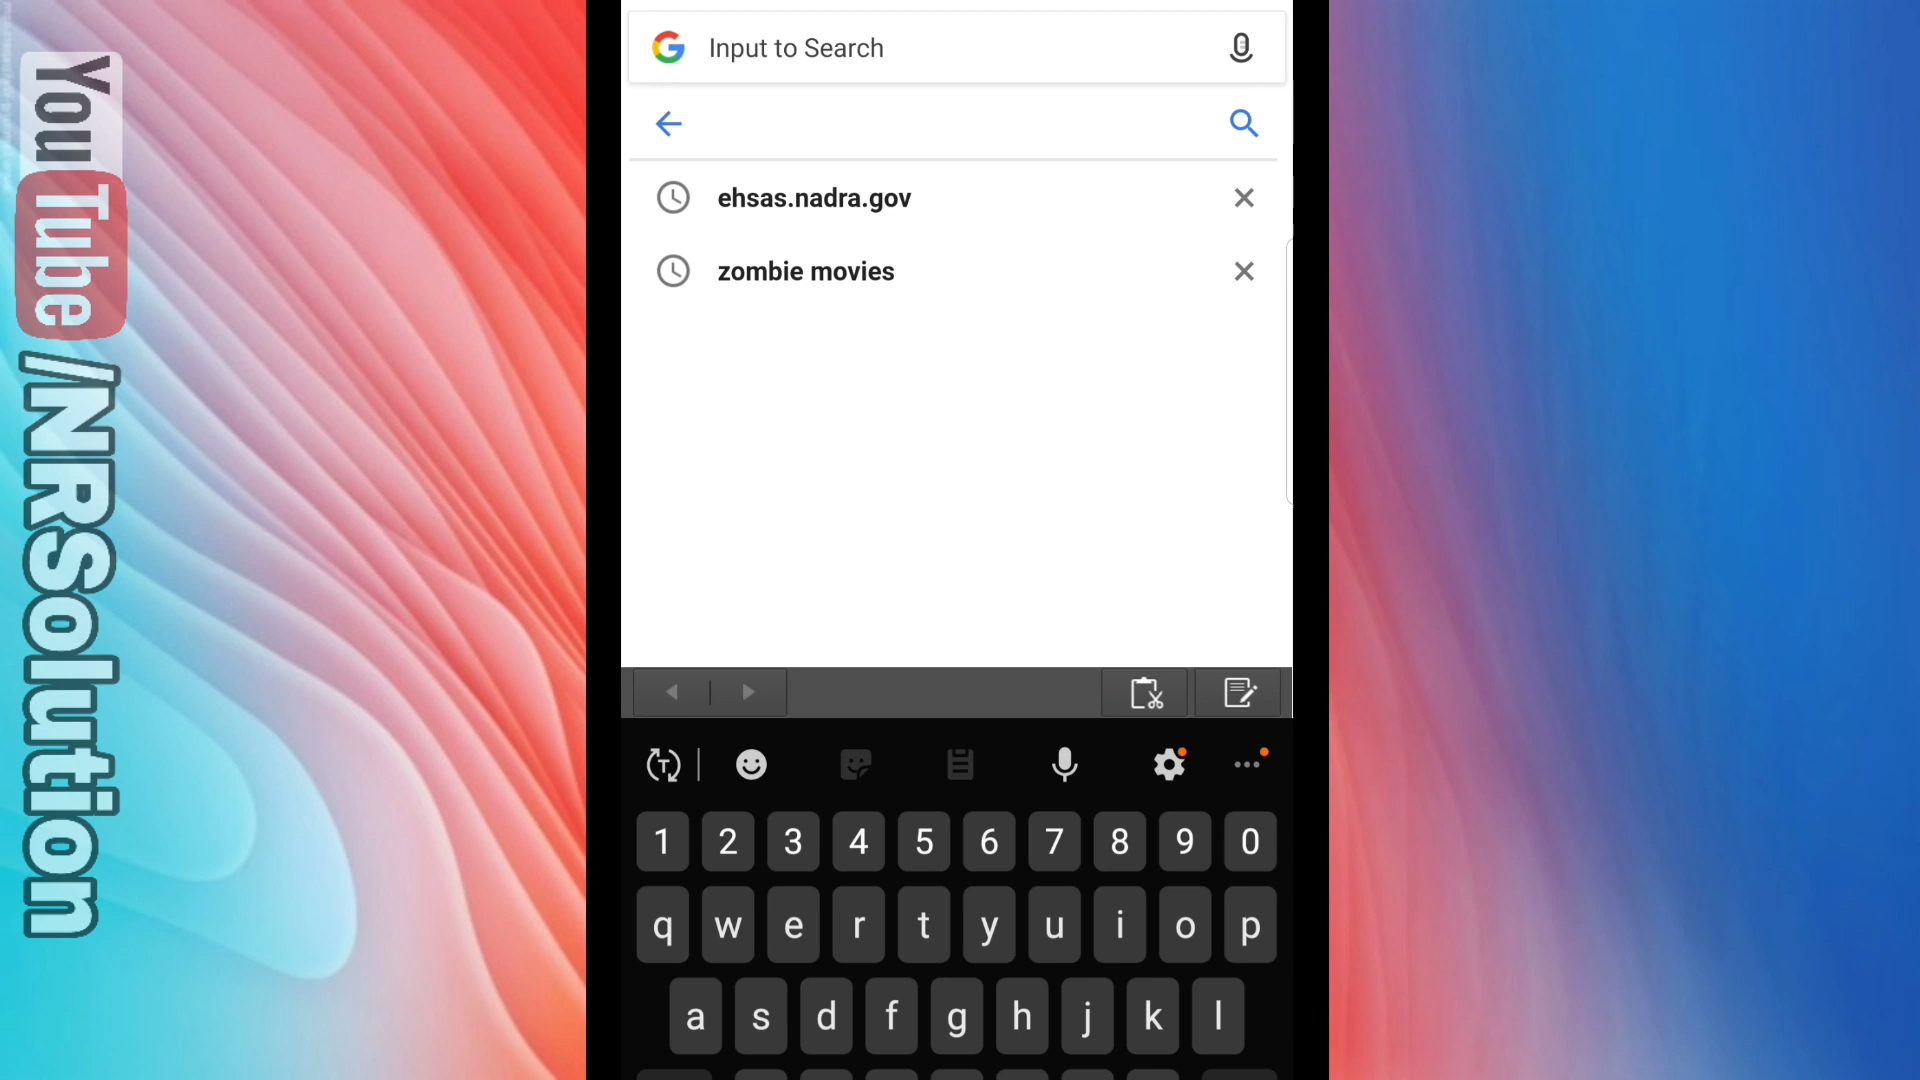 YouTube/NRSolution
Input to Search
ehsas.nadra.gov
zombie movies
T
1 2 3 4 5 6 7 8 9 0
q w e r t y u i o p
a s d f g h j k l